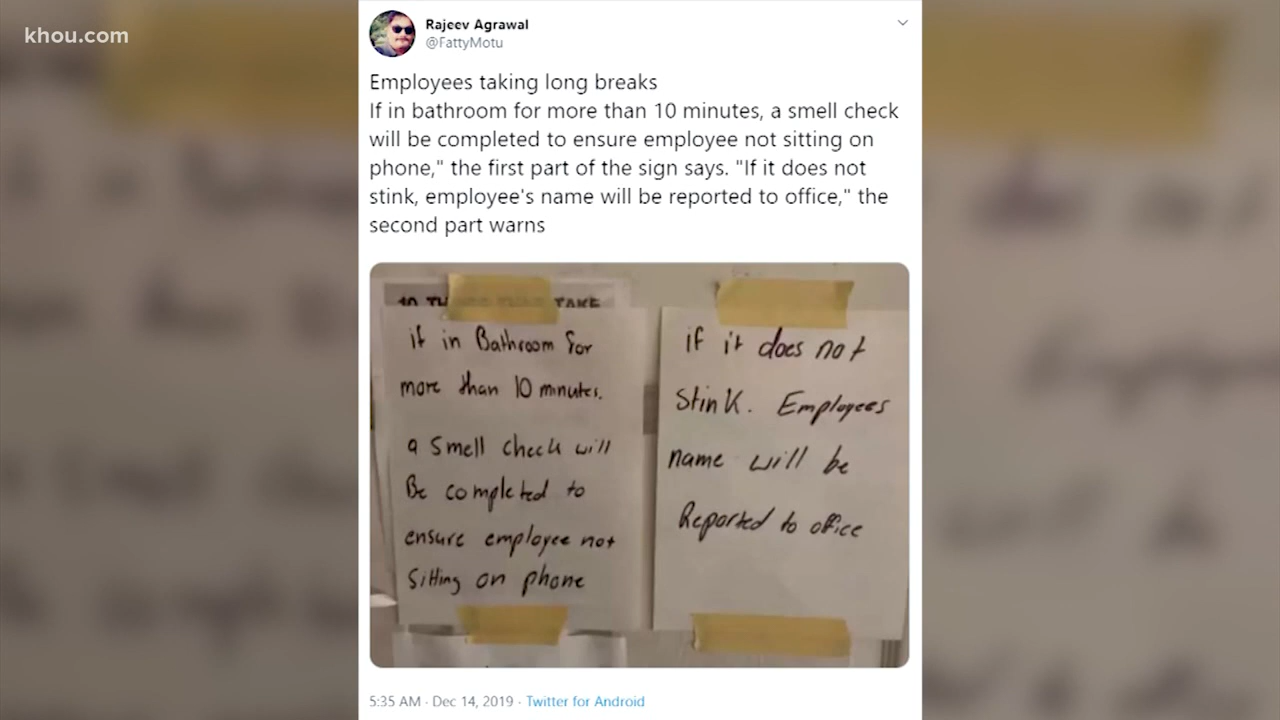 khou.com
Rajeev Agrawal
@FattyMotu
Employees taking long breaks
If in bathroom for more than 10 minutes, a smell check
will be completed to ensure employee not sitting on
phone," the first part of the sign says. "If it does not
stink, employee's name will be reported to office," the
second part warns
10 TAKE
if in Bathroom for
more than 10 minutes.
a Smell check will
Be completed to
ensure employee not
Sitting on phone
if it does not
Stink. Employees
name will be
Reported to office
5:35 AM · Dec 14, 2019 · Twitter for Android